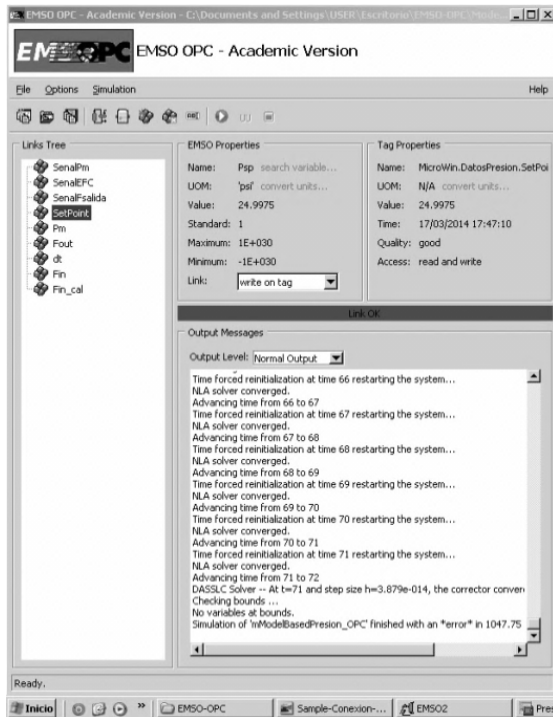 EMSO OPC - Academic Version - C:\Documents and Settings\USER\Escritorio\EMSO-OPC\Mode...
EMSO OPC EMSO OPC - Academic Version
File Options Simulation Help
Links Tree
SenalPm
SenalEFC
SenalFsalida
SetPoint
Pm
Fout
dt
Fin
Fin_cal
EMSO Properties
Name: Psp search variable...
UOM: 'psi' convert units...
Value: 24.9975
Standard: 1
Maximum: 1E+030
Minimum: -1E+030
Link: write on tag
Tag Properties
Name: MicroWin.DatosPresion.SetPoi
UOM: N/A convert units...
Value: 24.9975
Time: 17/03/2014 17:47:10
Quality: good
Access: read and write
Link OK
Output Messages
Output Level: Normal Output
Time forced reinitialization at time 66 restarting the system...
NLA solver converged.
Advancing time from 66 to 67
Time forced reinitialization at time 67 restarting the system...
NLA solver converged.
Advancing time from 67 to 68
Time forced reinitialization at time 68 restarting the system...
NLA solver converged.
Advancing time from 68 to 69
Time forced reinitialization at time 69 restarting the system...
NLA solver converged.
Advancing time from 69 to 70
Time forced reinitialization at time 70 restarting the system...
NLA solver converged.
Advancing time from 70 to 71
Time forced reinitialization at time 71 restarting the system...
NLA solver converged.
Advancing time from 71 to 72
DASSLC Solver -- At t=71 and step size h=3.879e-014, the corrector conver
Checking bounds ...
No variables at bounds.
Simulation of 'mModelBasedPresion_OPC' finished with an *error* in 1047.75
Ready.
Inicio » EMSO-OPC Sample-Conexion-... EMSO2 Pres